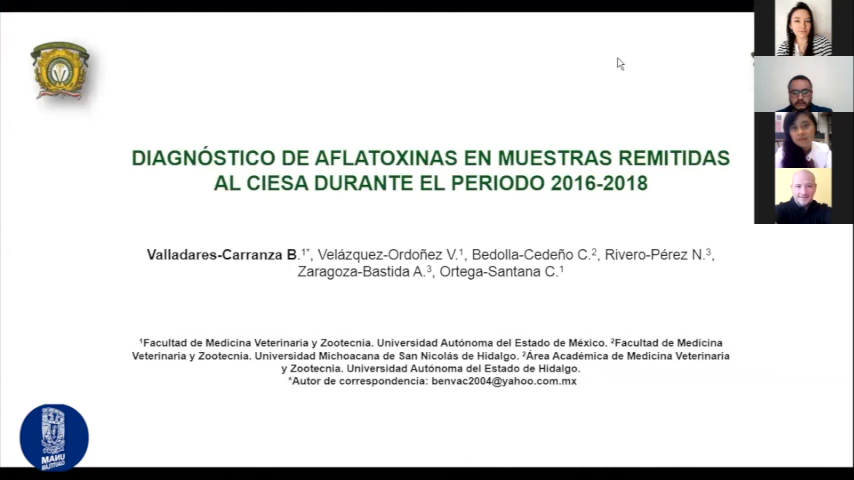 DIAGNÓSTICO DE AFLATOXINAS EN MUESTRAS REMITIDAS
AL CIESA DURANTE EL PERIODO 2016-2018
Valladares-Carranza B.¹*, Velázquez-Ordoñez V.¹, Bedolla-Cedeño C.², Rivero-Pérez N.³,
Zaragoza-Bastida A.³, Ortega-Santana C.¹
¹Facultad de Medicina Veterinaria y Zootecnia. Universidad Autónoma del Estado de México. ²Facultad de Medicina
Veterinaria y Zootecnia. Universidad Michoacana de San Nicolás de Hidalgo. ²Área Académica de Medicina Veterinaria
y Zootecnia. Universidad Autónoma del Estado de Hidalgo.
*Autor de correspondencia: benvac2004@yahoo.com.mx
UNAM
CUAUTITLÁN